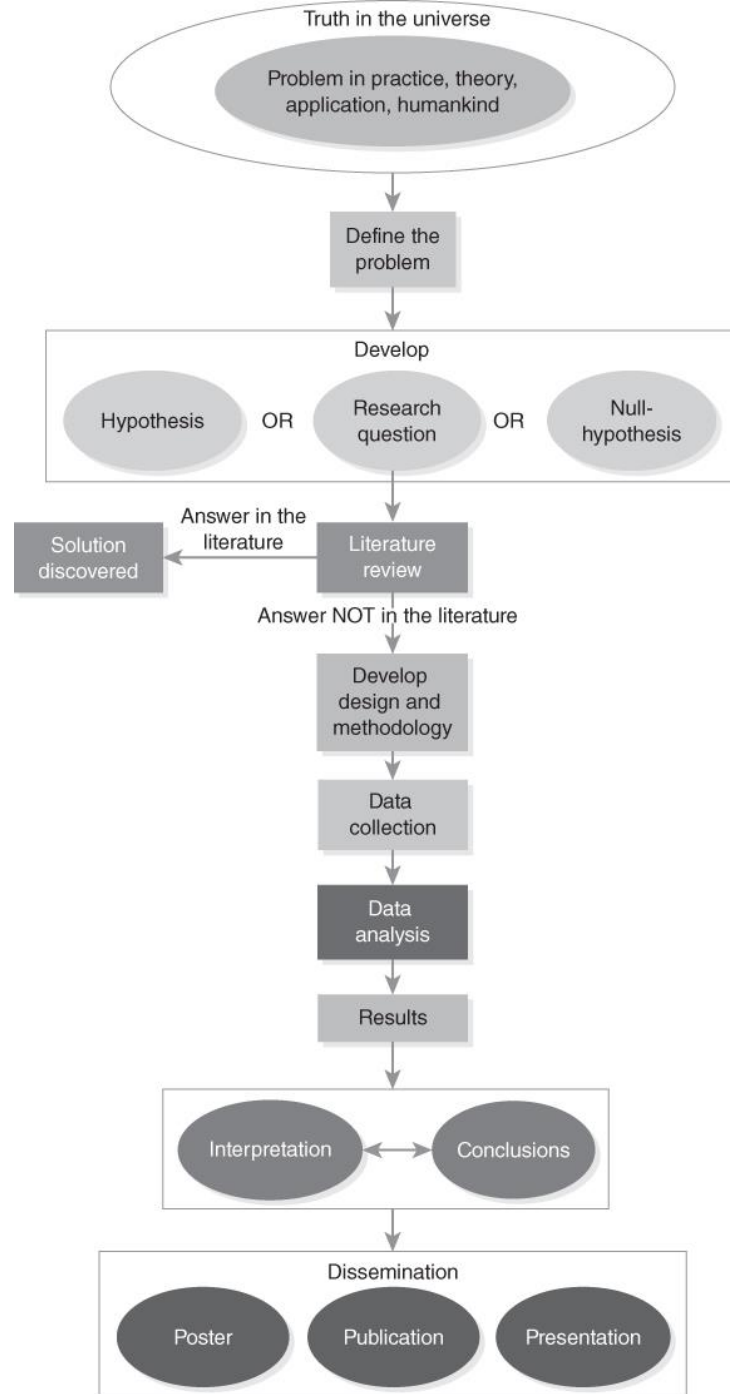 Truth in the universe
Problem in practice, theory,
application, humankind
Define the
problem
Develop
Hypothesis
OR
Research
question
OR
Null-
hypothesis
Answer in the
literature
Solution
discovered
Literature
review
Answer NOT in the literature
Develop
design and
methodology
Data
collection
Data
analysis
Results
Interpretation
Conclusions
Dissemination
Poster
Publication
Presentation